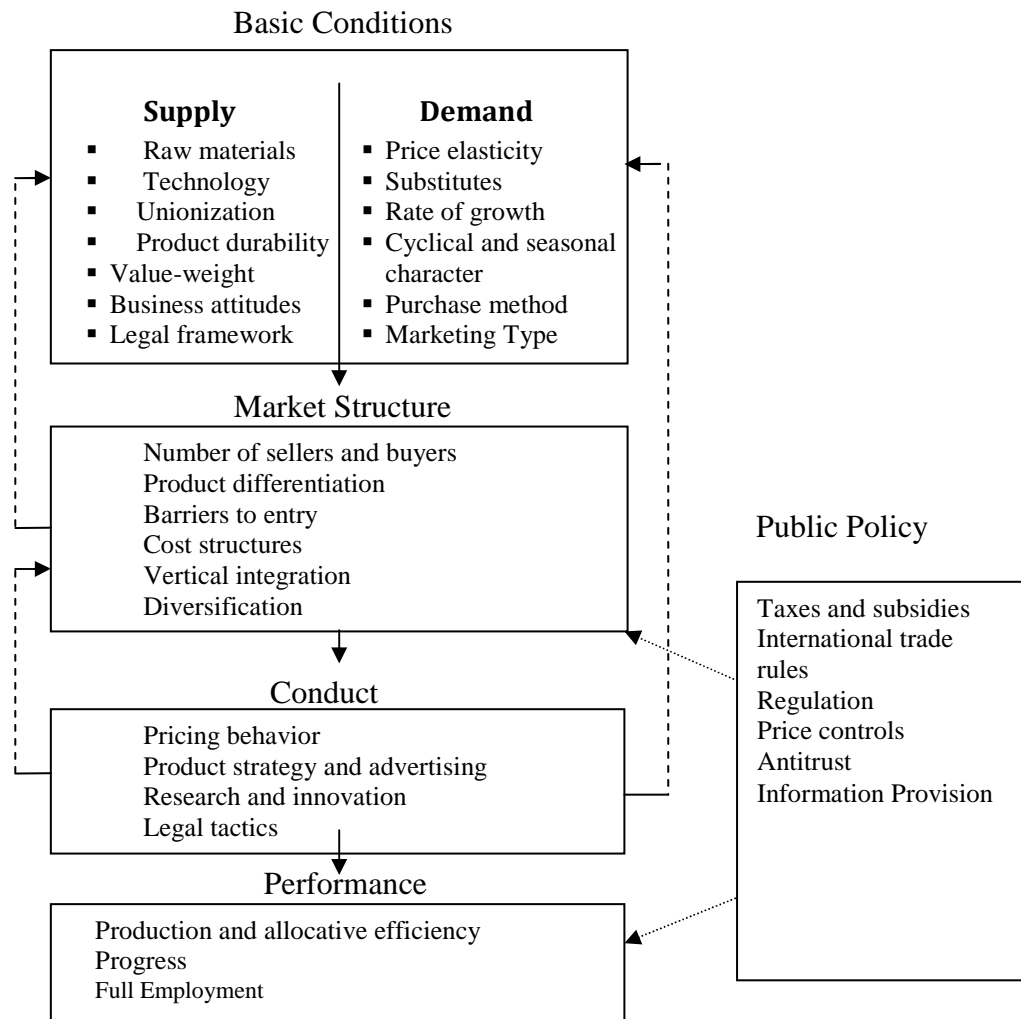 Basic Conditions
Supply
Raw materials
Technology
Unionization
Product durability
Value-weight
Business attitudes
Legal framework
Demand
Price elasticity
Substitutes
Rate of growth
Cyclical and seasonal
character
Purchase method
Marketing Type
Market Structure
Number of sellers and buyers
Product differentiation
Barriers to entry
Cost structures
Vertical integration
Diversification
Conduct
Pricing behavior
Product strategy and advertising
Research and innovation
Legal tactics
Performance
Production and allocative efficiency
Progress
Full Employment
Public Policy
Taxes and subsidies
International trade
rules
Regulation
Price controls
Antitrust
Information Provision